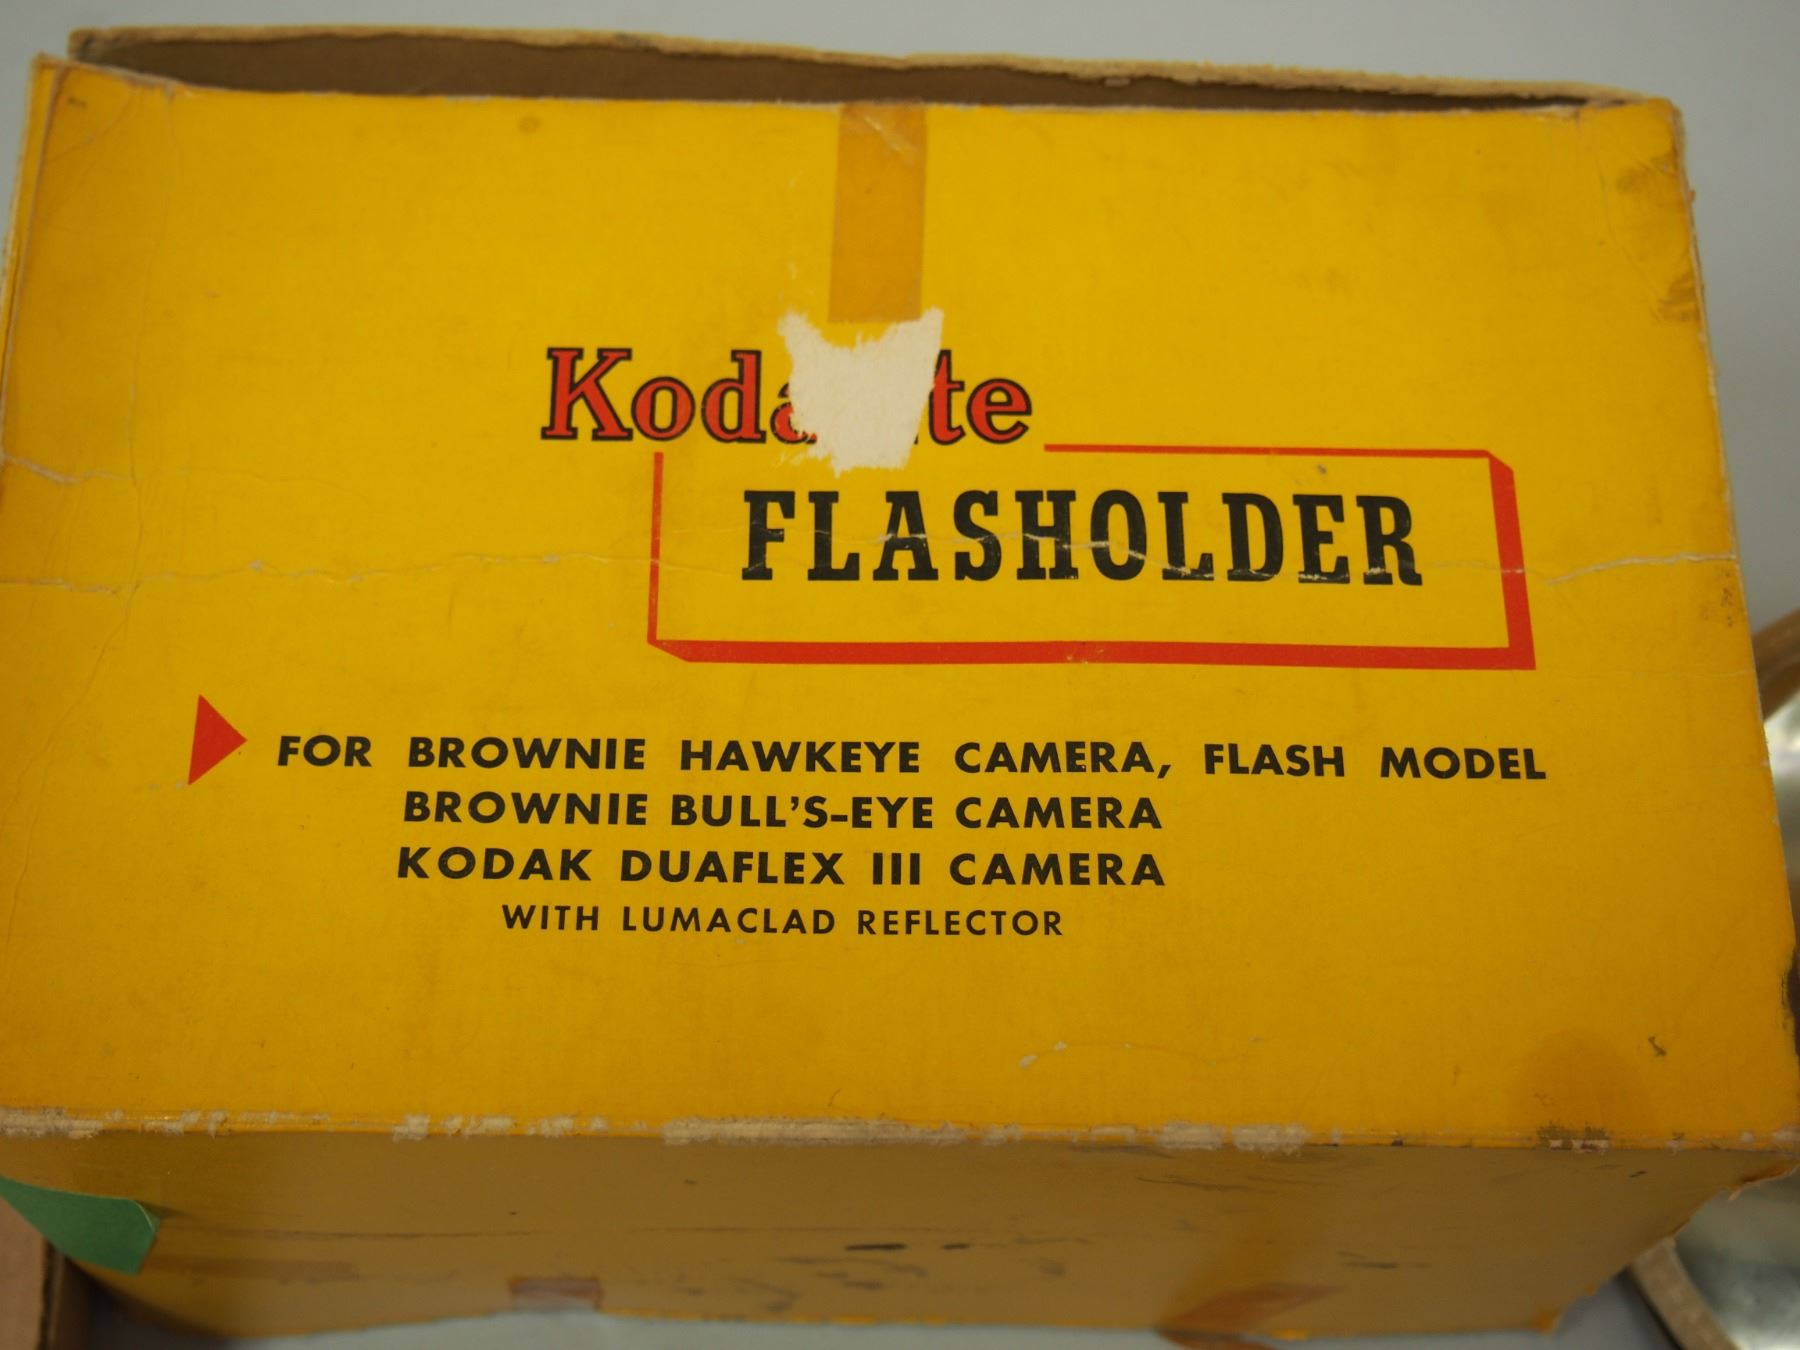 FLASHOLDER
FOR BROWNIE HAWKEYE CAMERA, FLASH MODEL
BROWNIE BULL'S-EYE CAMERA
KODAK DUAFLEX III CAMERA
WITH LUMACLAD REFLECTOR